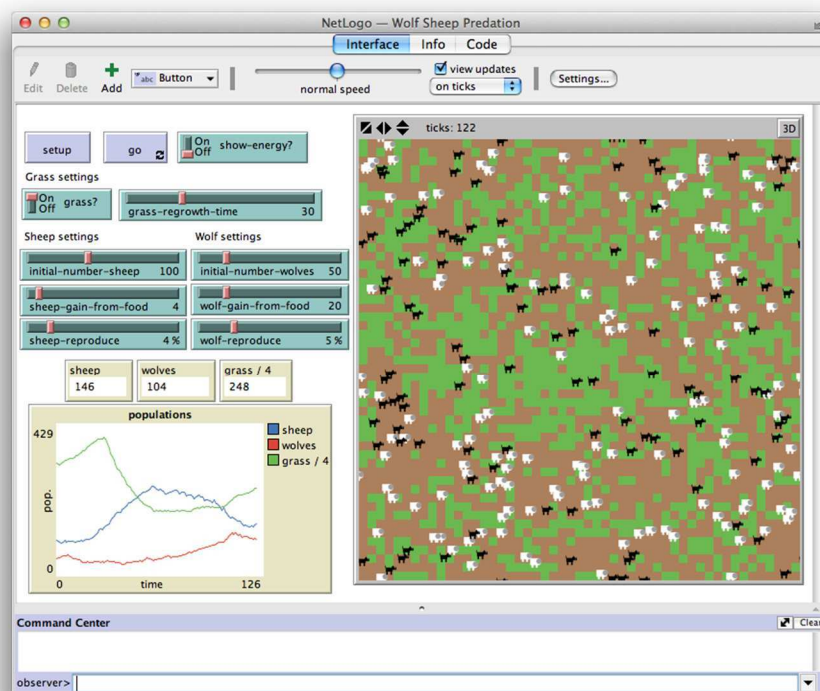 NetLogo — Wolf Sheep Predation
Interface Info Code
Edit Delete Add abc Button normal speed view updates on ticks Settings...
ticks: 122 3D
setup go On Off show-energy?
Grass settings
On Off grass? grass-regrowth-time 30
Sheep settings Wolf settings
initial-number-sheep 100 initial-number-wolves 50
sheep-gain-from-food 4 wolf-gain-from-food 20
sheep-reproduce 4 % wolf-reproduce 5 %
sheep wolves grass / 4
146 104 248
populations
429
sheep
wolves
grass / 4
pop.
0
0 time 126
Command Center Clear
observer>